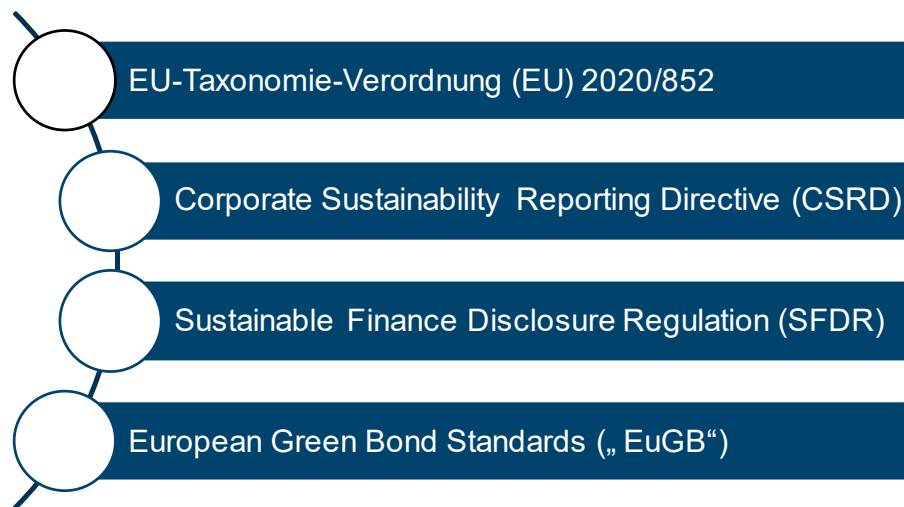 EU-Taxonomie-Verordnung (EU) 2020/852
Corporate Sustainability Reporting Directive (CSRD)
Sustainable Finance Disclosure Regulation (SFDR)
European Green Bond Standards („ EuGB“)